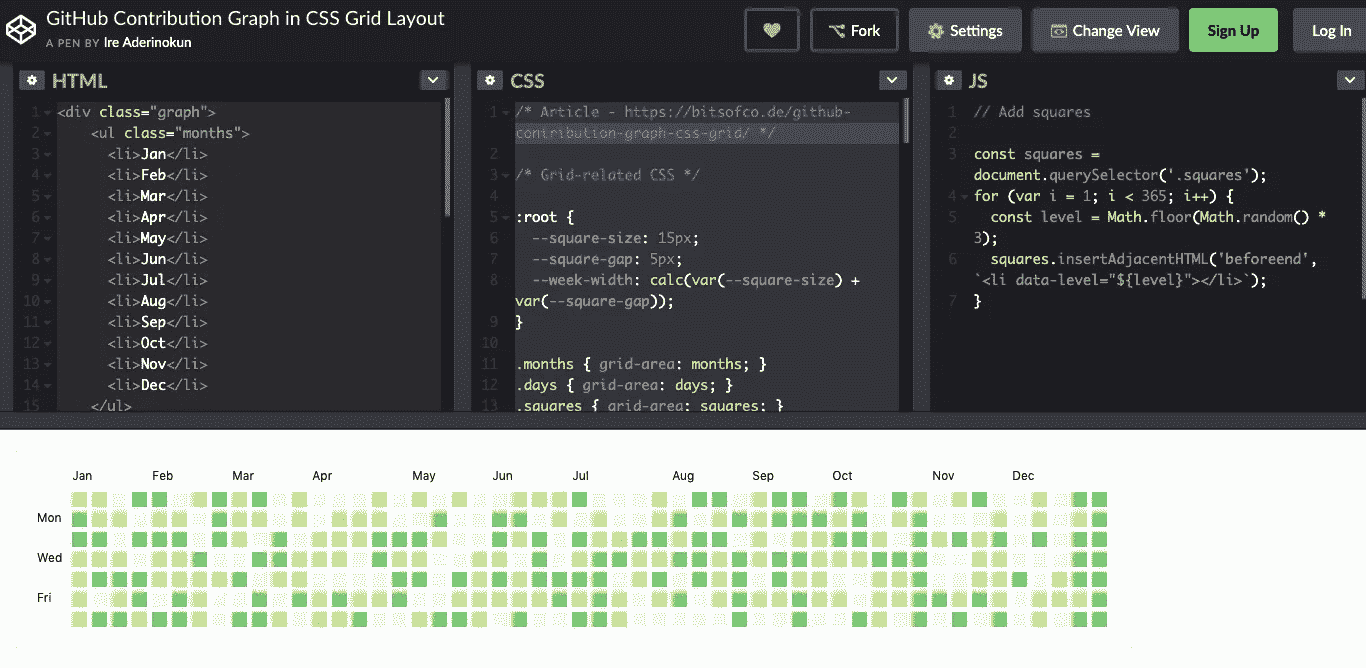 GitHub Contribution Graph in CSS Grid Layout
A PEN BY Ire Aderinokun
Fork
Settings
Change View
Sign Up
Log In
HTML
1 <div class="graph">
2 <ul class="months">
3 <li>Jan</li>
4 <li>Feb</li>
5 <li>Mar</li>
6 <li>Apr</li>
7 <li>May</li>
8 <li>Jun</li>
9 <li>Jul</li>
10 <li>Aug</li>
11 <li>Sep</li>
12 <li>Oct</li>
13 <li>Nov</li>
14 <li>Dec</li>
15 </ul>
CSS
1 /* Article - https://bitsofco.de/github-
contribution-graph-css-grid/ */
2
3 /* Grid-related CSS */
4
5 :root {
6 --square-size: 15px;
7 --square-gap: 5px;
8 --week-width: calc(var(--square-size) +
var(--square-gap));
9 }
10
11 .months { grid-area: months; }
12 .days { grid-area: days; }
13 .squares { grid-area: squares; }
JS
1 // Add squares
2
3 const squares =
document.querySelector('.squares');
4 for (var i = 1; i < 365; i++) {
5 const level = Math.floor(Math.random() *
3);
6 squares.insertAdjacentHTML('beforeend',
`<li data-level="${level}"></li>`);
7 }
Jan Feb Mar Apr May Jun Jul Aug Sep Oct Nov Dec
Mon
Wed
Fri